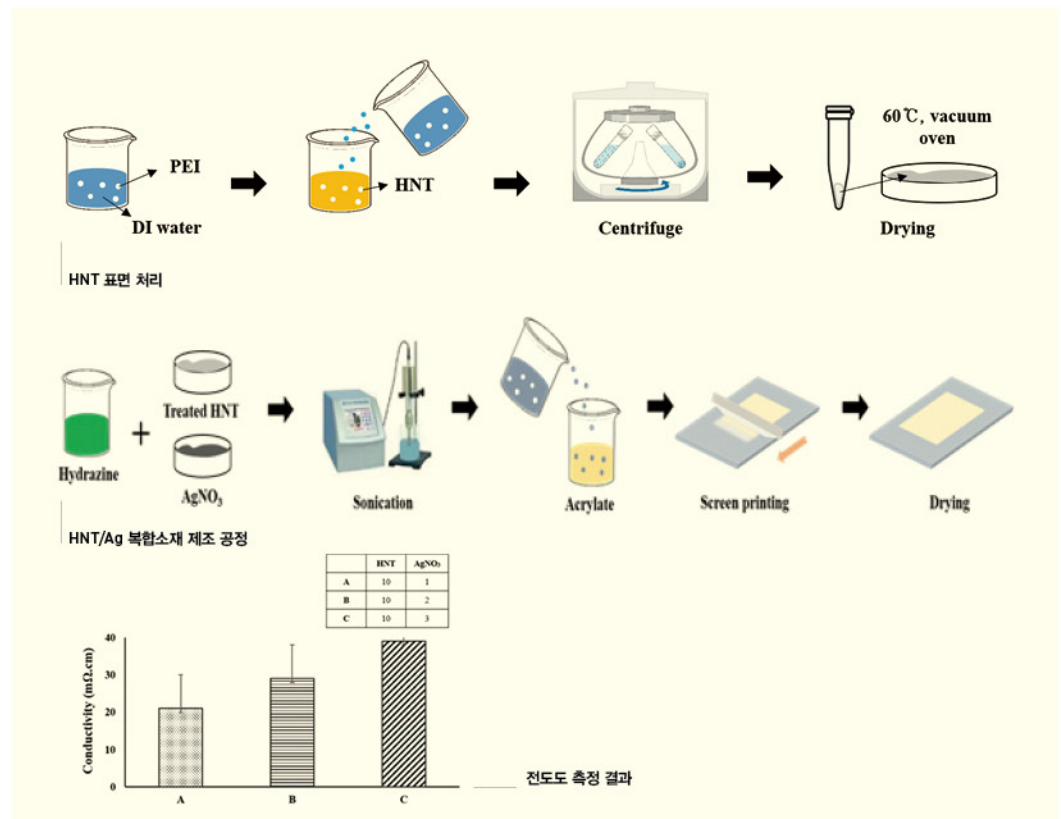 PEI
DI water
HNT
Centrifuge
60℃, vacuum
oven
Drying
HNT 표면 처리
Hydrazine
+
Treated HNT
AgNO₃
Sonication
Acrylate
Screen printing
Drying
HNT/Ag 복합소재 제조 공정
HNT AgNO₃
A 10 1
B 10 2
C 10 3
Conductivity (mΩ.cm)
40
30
20
10
0
A B C
전도도 측정 결과